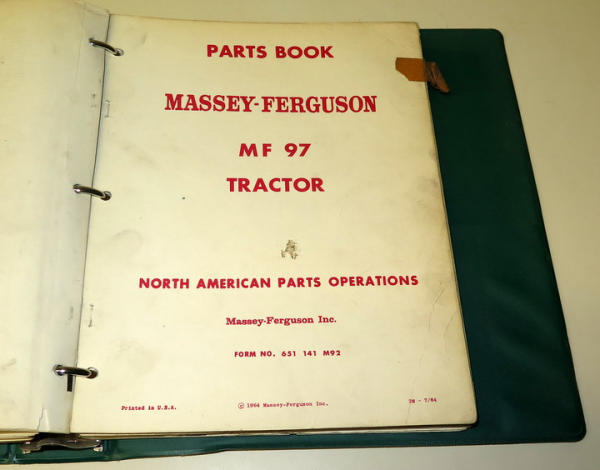 PARTS BOOK
MASSEY-FERGUSON
MF 97
TRACTOR
NORTH AMERICAN PARTS OPERATIONS
Massey-Ferguson Inc.
FORM NO. 651 141 M92
Printed in U.S.A. © 1964 Massey-Ferguson Inc. 2M - 7/64